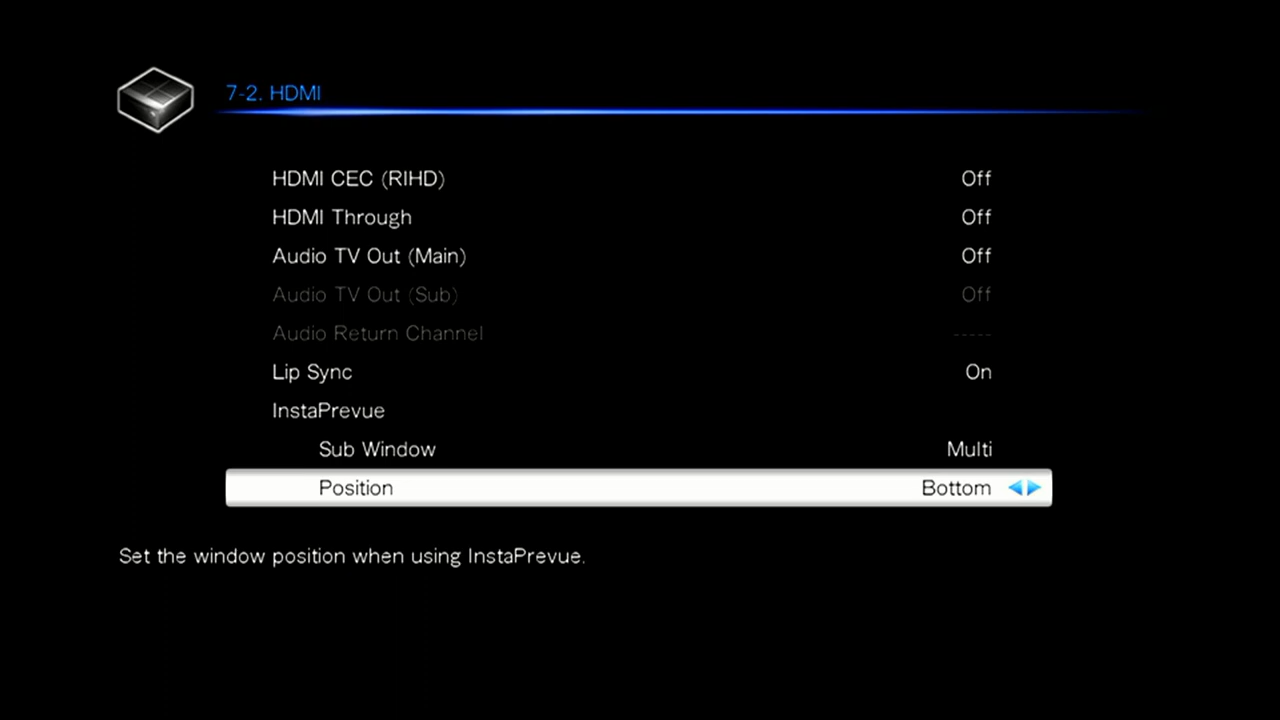 7-2. HDMI
HDMI CEC (RIHD) Off
HDMI Through Off
Audio TV Out (Main) Off
Audio TV Out (Sub) Off
Audio Return Channel -----
Lip Sync On
InstaPrevue
Sub Window Multi
Position Bottom
Set the window position when using InstaPrevue.